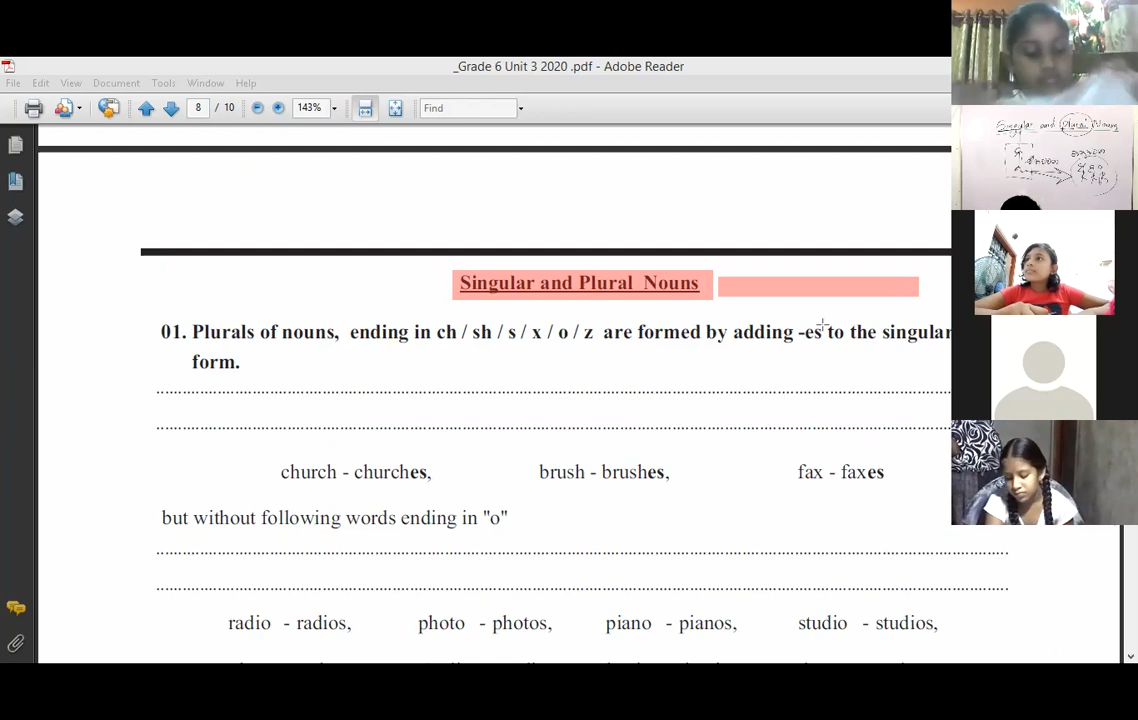 _Grade 6 Unit 3 2020 .pdf - Adobe Reader
File Edit View Document Tools Window Help
8 / 10 143% Find
Singular and Plural Nouns
Singular and Plural Nouns
01. Plurals of nouns, ending in ch / sh / s / x / o / z are formed by adding -es to the singular
form.
church - churches, brush - brushes, fax - faxes
but without following words ending in "o"
radio - radios, photo - photos, piano - pianos, studio - studios,